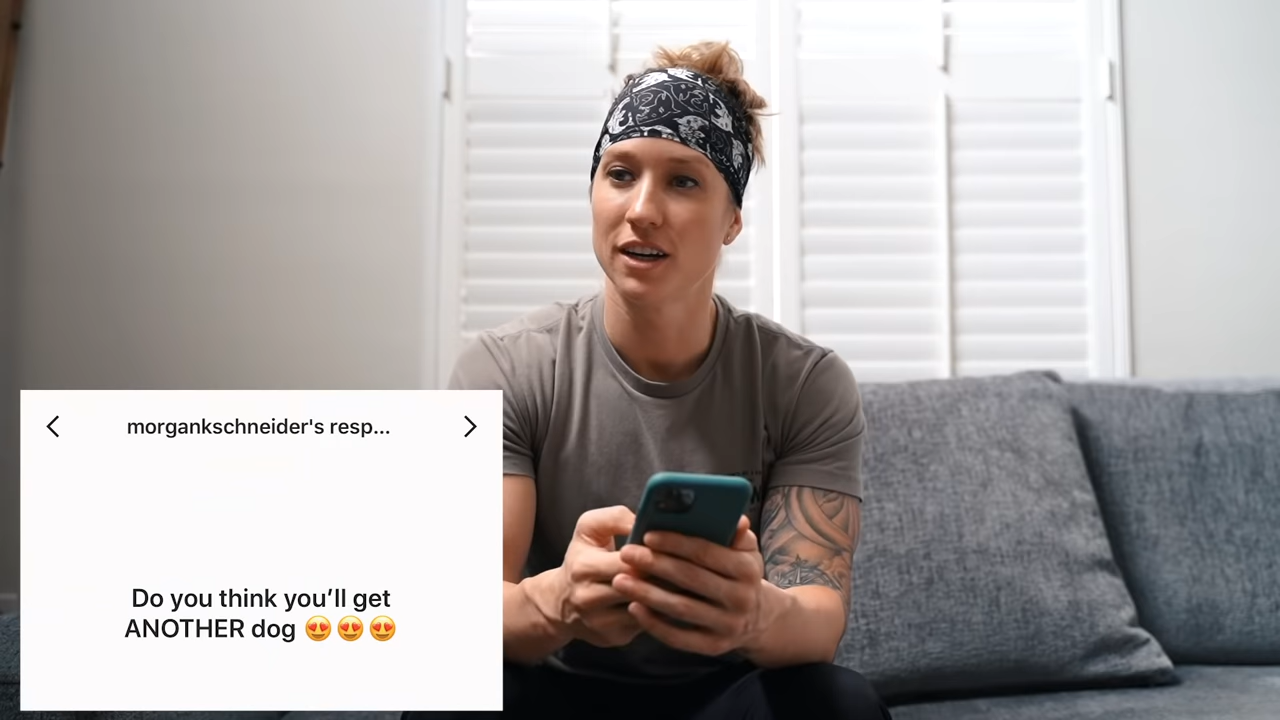 morgankschneider's resp...
Do you think you’ll get
ANOTHER dog 😍😍😍